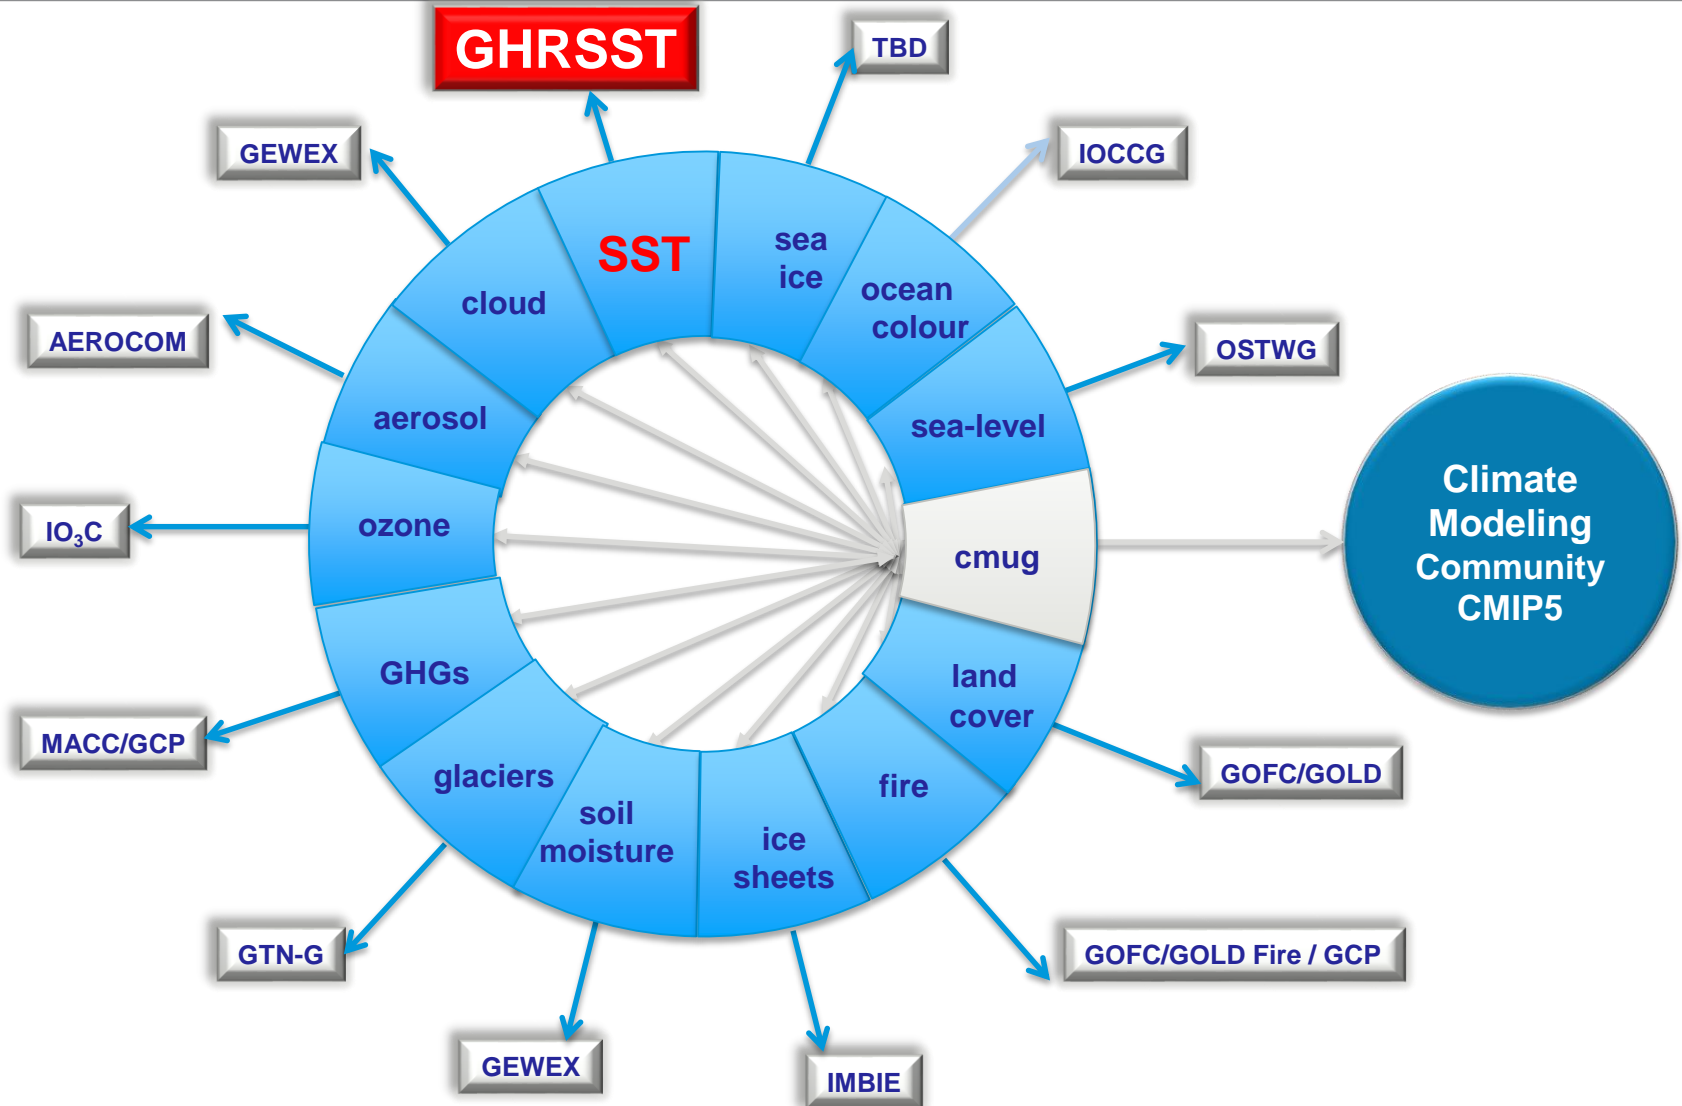 GHRSST
TBD
GEWEX
IOCCG
SST
sea
ice
cloud
ocean
colour
AEROCOM
OSTWG
aerosol
sea-level
IO₃C
ozone
cmug
Climate
Modeling
Community
CMIP5
GHGs
land
cover
MACC/GCP
glaciers
fire
GOFC/GOLD
soil
moisture
ice
sheets
GTN-G
GOFC/GOLD Fire / GCP
GEWEX
IMBIE